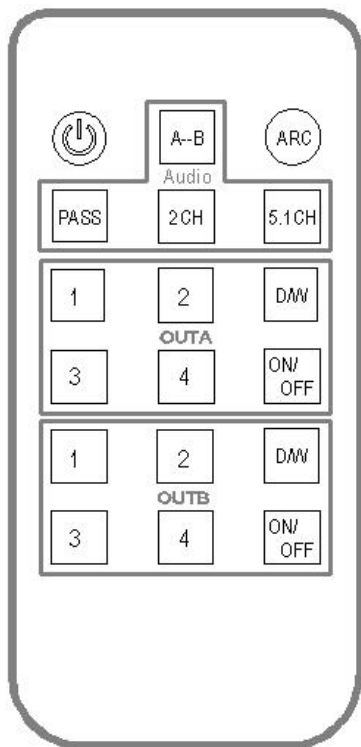 A--B
ARC
Audio
PASS
2CH
5.1CH
1
2
D/W
OUTA
3
4
ON/
OFF
1
2
D/W
OUTB
3
4
ON/
OFF